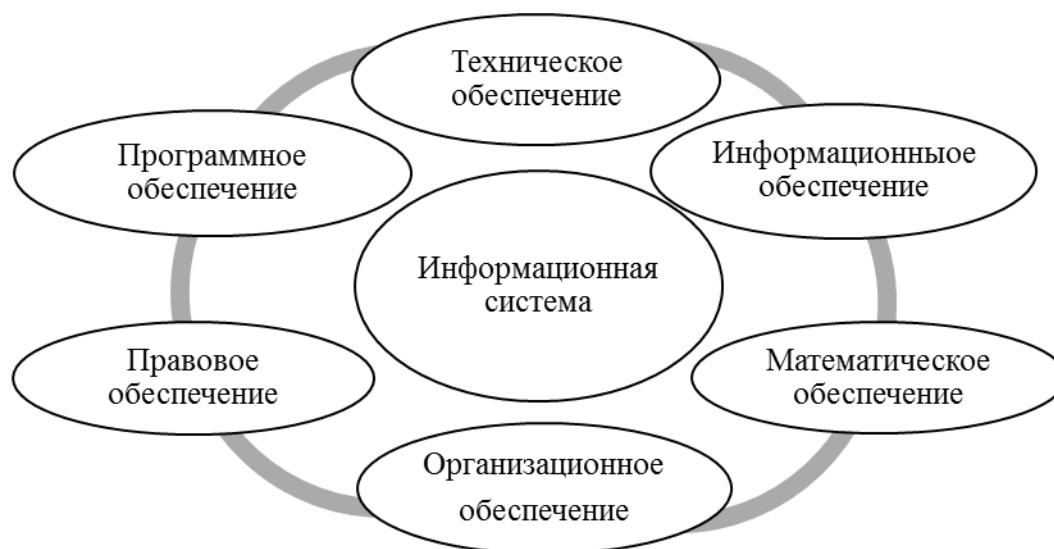 Техническое
обеспечение
Программное
обеспечение
Информационныое
обеспечение
Информационная
система
Правовое
обеспечение
Математическое
обеспечение
Организационное
обеспечение